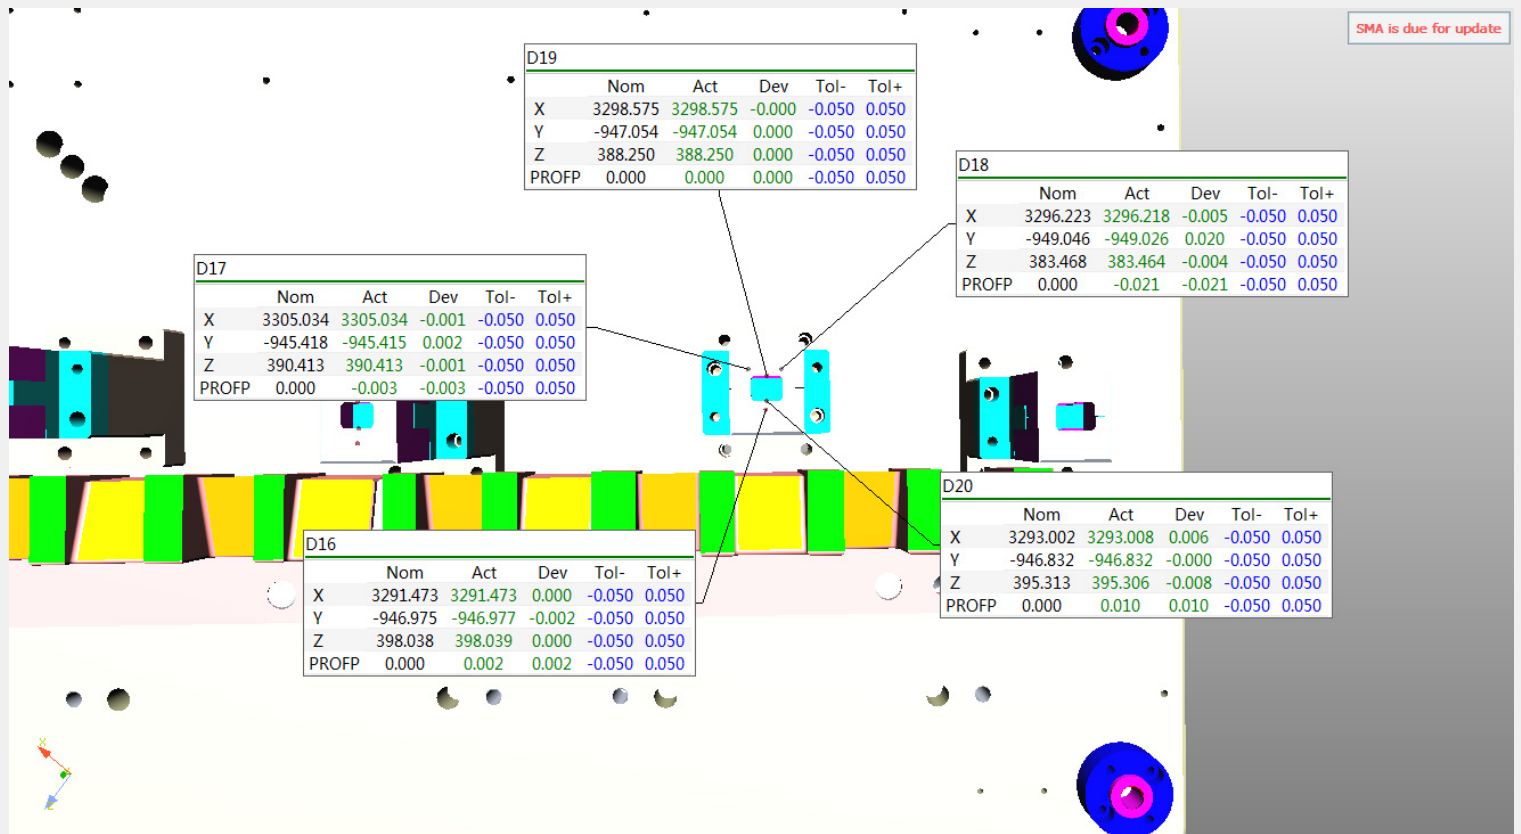 SMA is due for update
D19
Nom Act Dev Tol- Tol+
X 3298.575 3298.575 -0.000 -0.050 0.050
Y -947.054 -947.054 0.000 -0.050 0.050
Z 388.250 388.250 0.000 -0.050 0.050
PROFP 0.000 0.000 0.000 -0.050 0.050
D18
Nom Act Dev Tol- Tol+
X 3296.223 3296.218 -0.005 -0.050 0.050
Y -949.046 -949.026 0.020 -0.050 0.050
Z 383.468 383.464 -0.004 -0.050 0.050
PROFP 0.000 -0.021 -0.021 -0.050 0.050
D17
Nom Act Dev Tol- Tol+
X 3305.034 3305.034 -0.001 -0.050 0.050
Y -945.418 -945.415 0.002 -0.050 0.050
Z 390.413 390.413 -0.001 -0.050 0.050
PROFP 0.000 -0.003 -0.003 -0.050 0.050
D20
Nom Act Dev Tol- Tol+
X 3293.002 3293.008 0.006 -0.050 0.050
Y -946.832 -946.832 -0.000 -0.050 0.050
Z 395.313 395.306 -0.008 -0.050 0.050
PROFP 0.000 0.010 0.010 -0.050 0.050
D16
Nom Act Dev Tol- Tol+
X 3291.473 3291.473 0.000 -0.050 0.050
Y -946.975 -946.977 -0.002 -0.050 0.050
Z 398.038 398.039 0.000 -0.050 0.050
PROFP 0.000 0.002 0.002 -0.050 0.050
X
Z